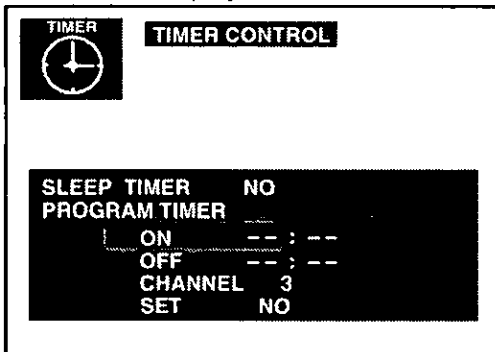 TIMER
TIMER CONTROL
SLEEP TIMER NO
PROGRAM TIMER
ON --:--
OFF --:--
CHANNEL 3
SET NO